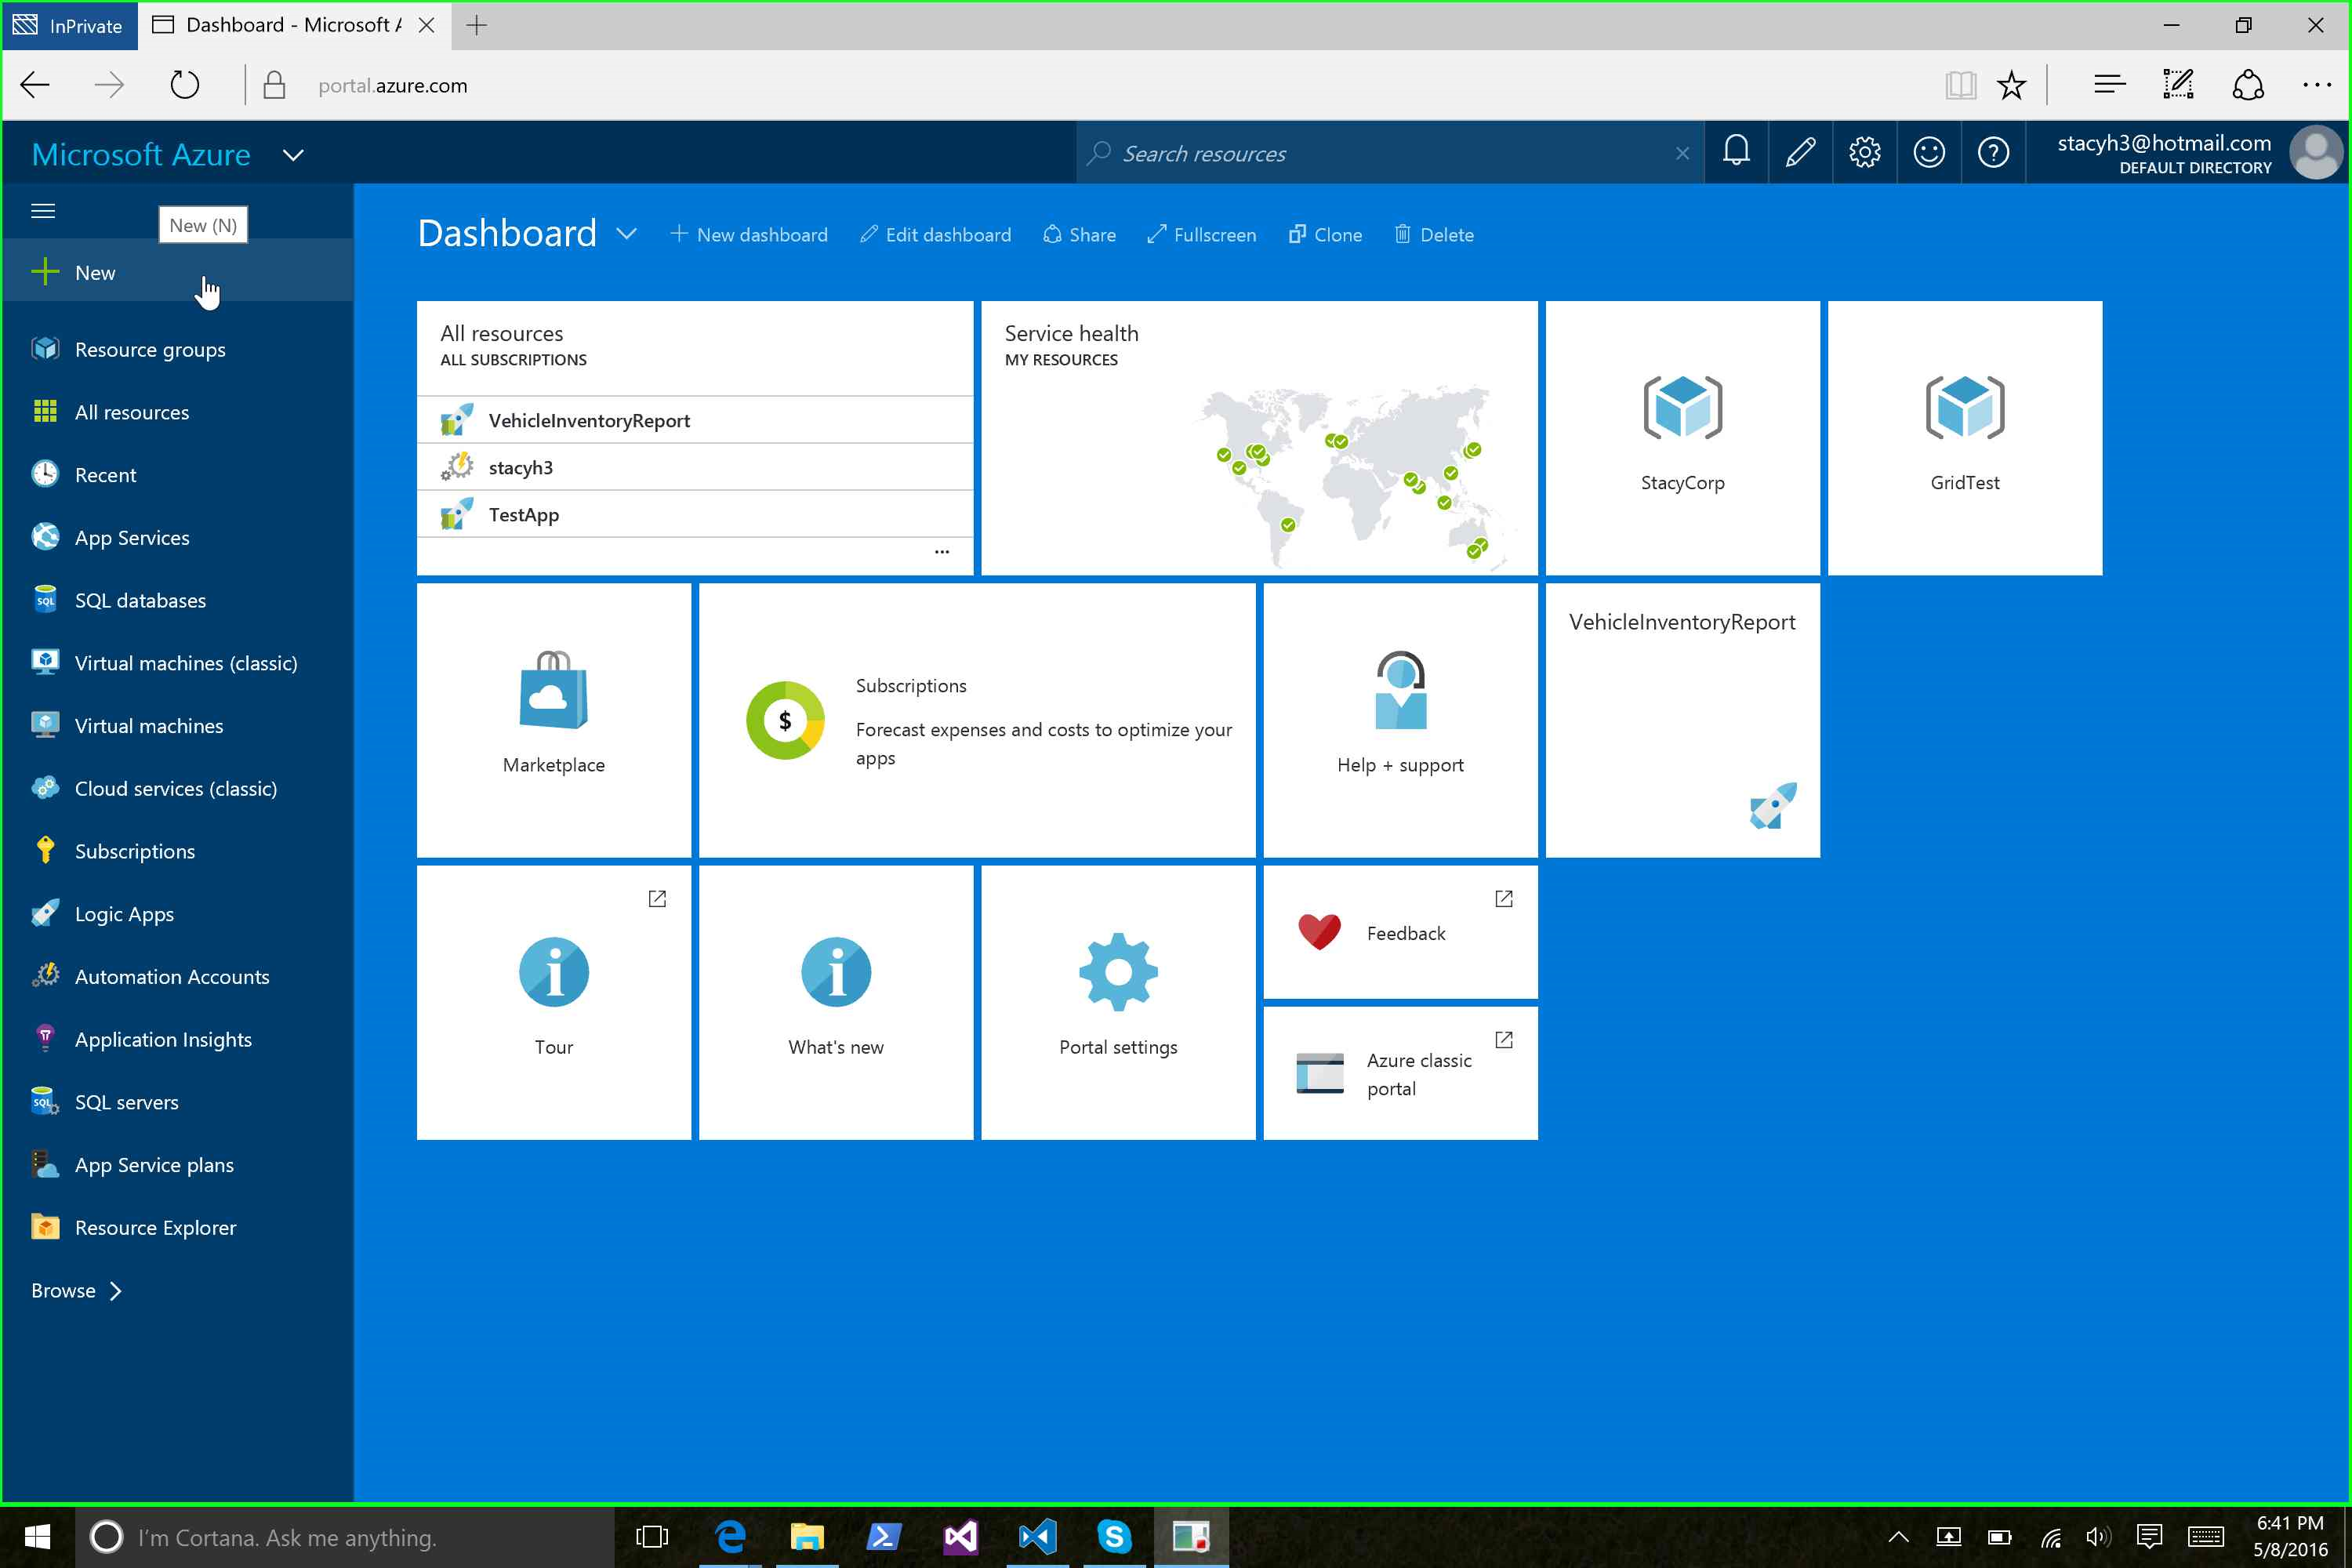 InPrivate
Dashboard - Microsoft A
portal.azure.com
Microsoft Azure
Search resources
stacyh3@hotmail.com
DEFAULT DIRECTORY
New (N)
New
Resource groups
All resources
Recent
App Services
SQL databases
Virtual machines (classic)
Virtual machines
Cloud services (classic)
Subscriptions
Logic Apps
Automation Accounts
Application Insights
SQL servers
App Service plans
Resource Explorer
Browse
Dashboard
New dashboard
Edit dashboard
Share
Fullscreen
Clone
Delete
All resources
ALL SUBSCRIPTIONS
VehicleInventoryReport
stacyh3
TestApp
Service health
MY RESOURCES
StacyCorp
GridTest
Marketplace
$
Subscriptions
Forecast expenses and costs to optimize your
apps
Help + support
VehicleInventoryReport
Tour
What's new
Portal settings
Feedback
Azure classic
portal
I'm Cortana. Ask me anything.
6:41 PM
5/8/2016